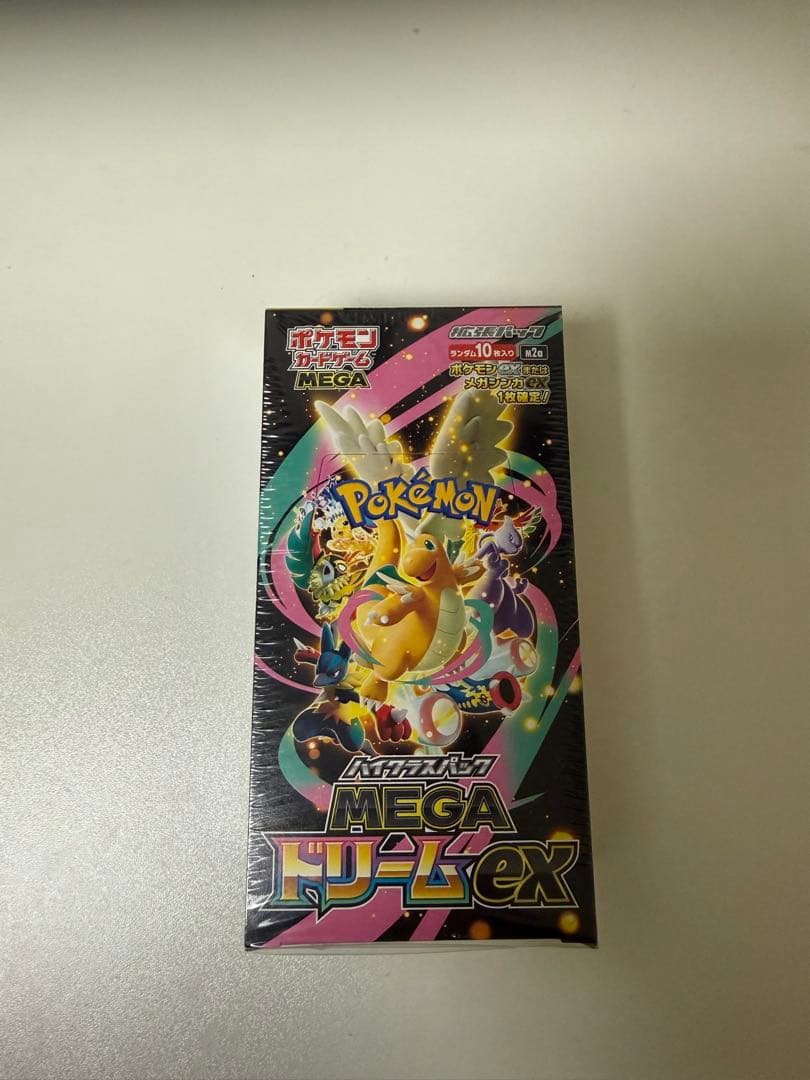 ポケモン
カードゲーム
MEGA
拡張パック
ランダム10枚入り M2a
ポケモンexまたは
メガシンカex
1枚確定!
POKéMON
ハイクラスパック
MEGA
ドリームex